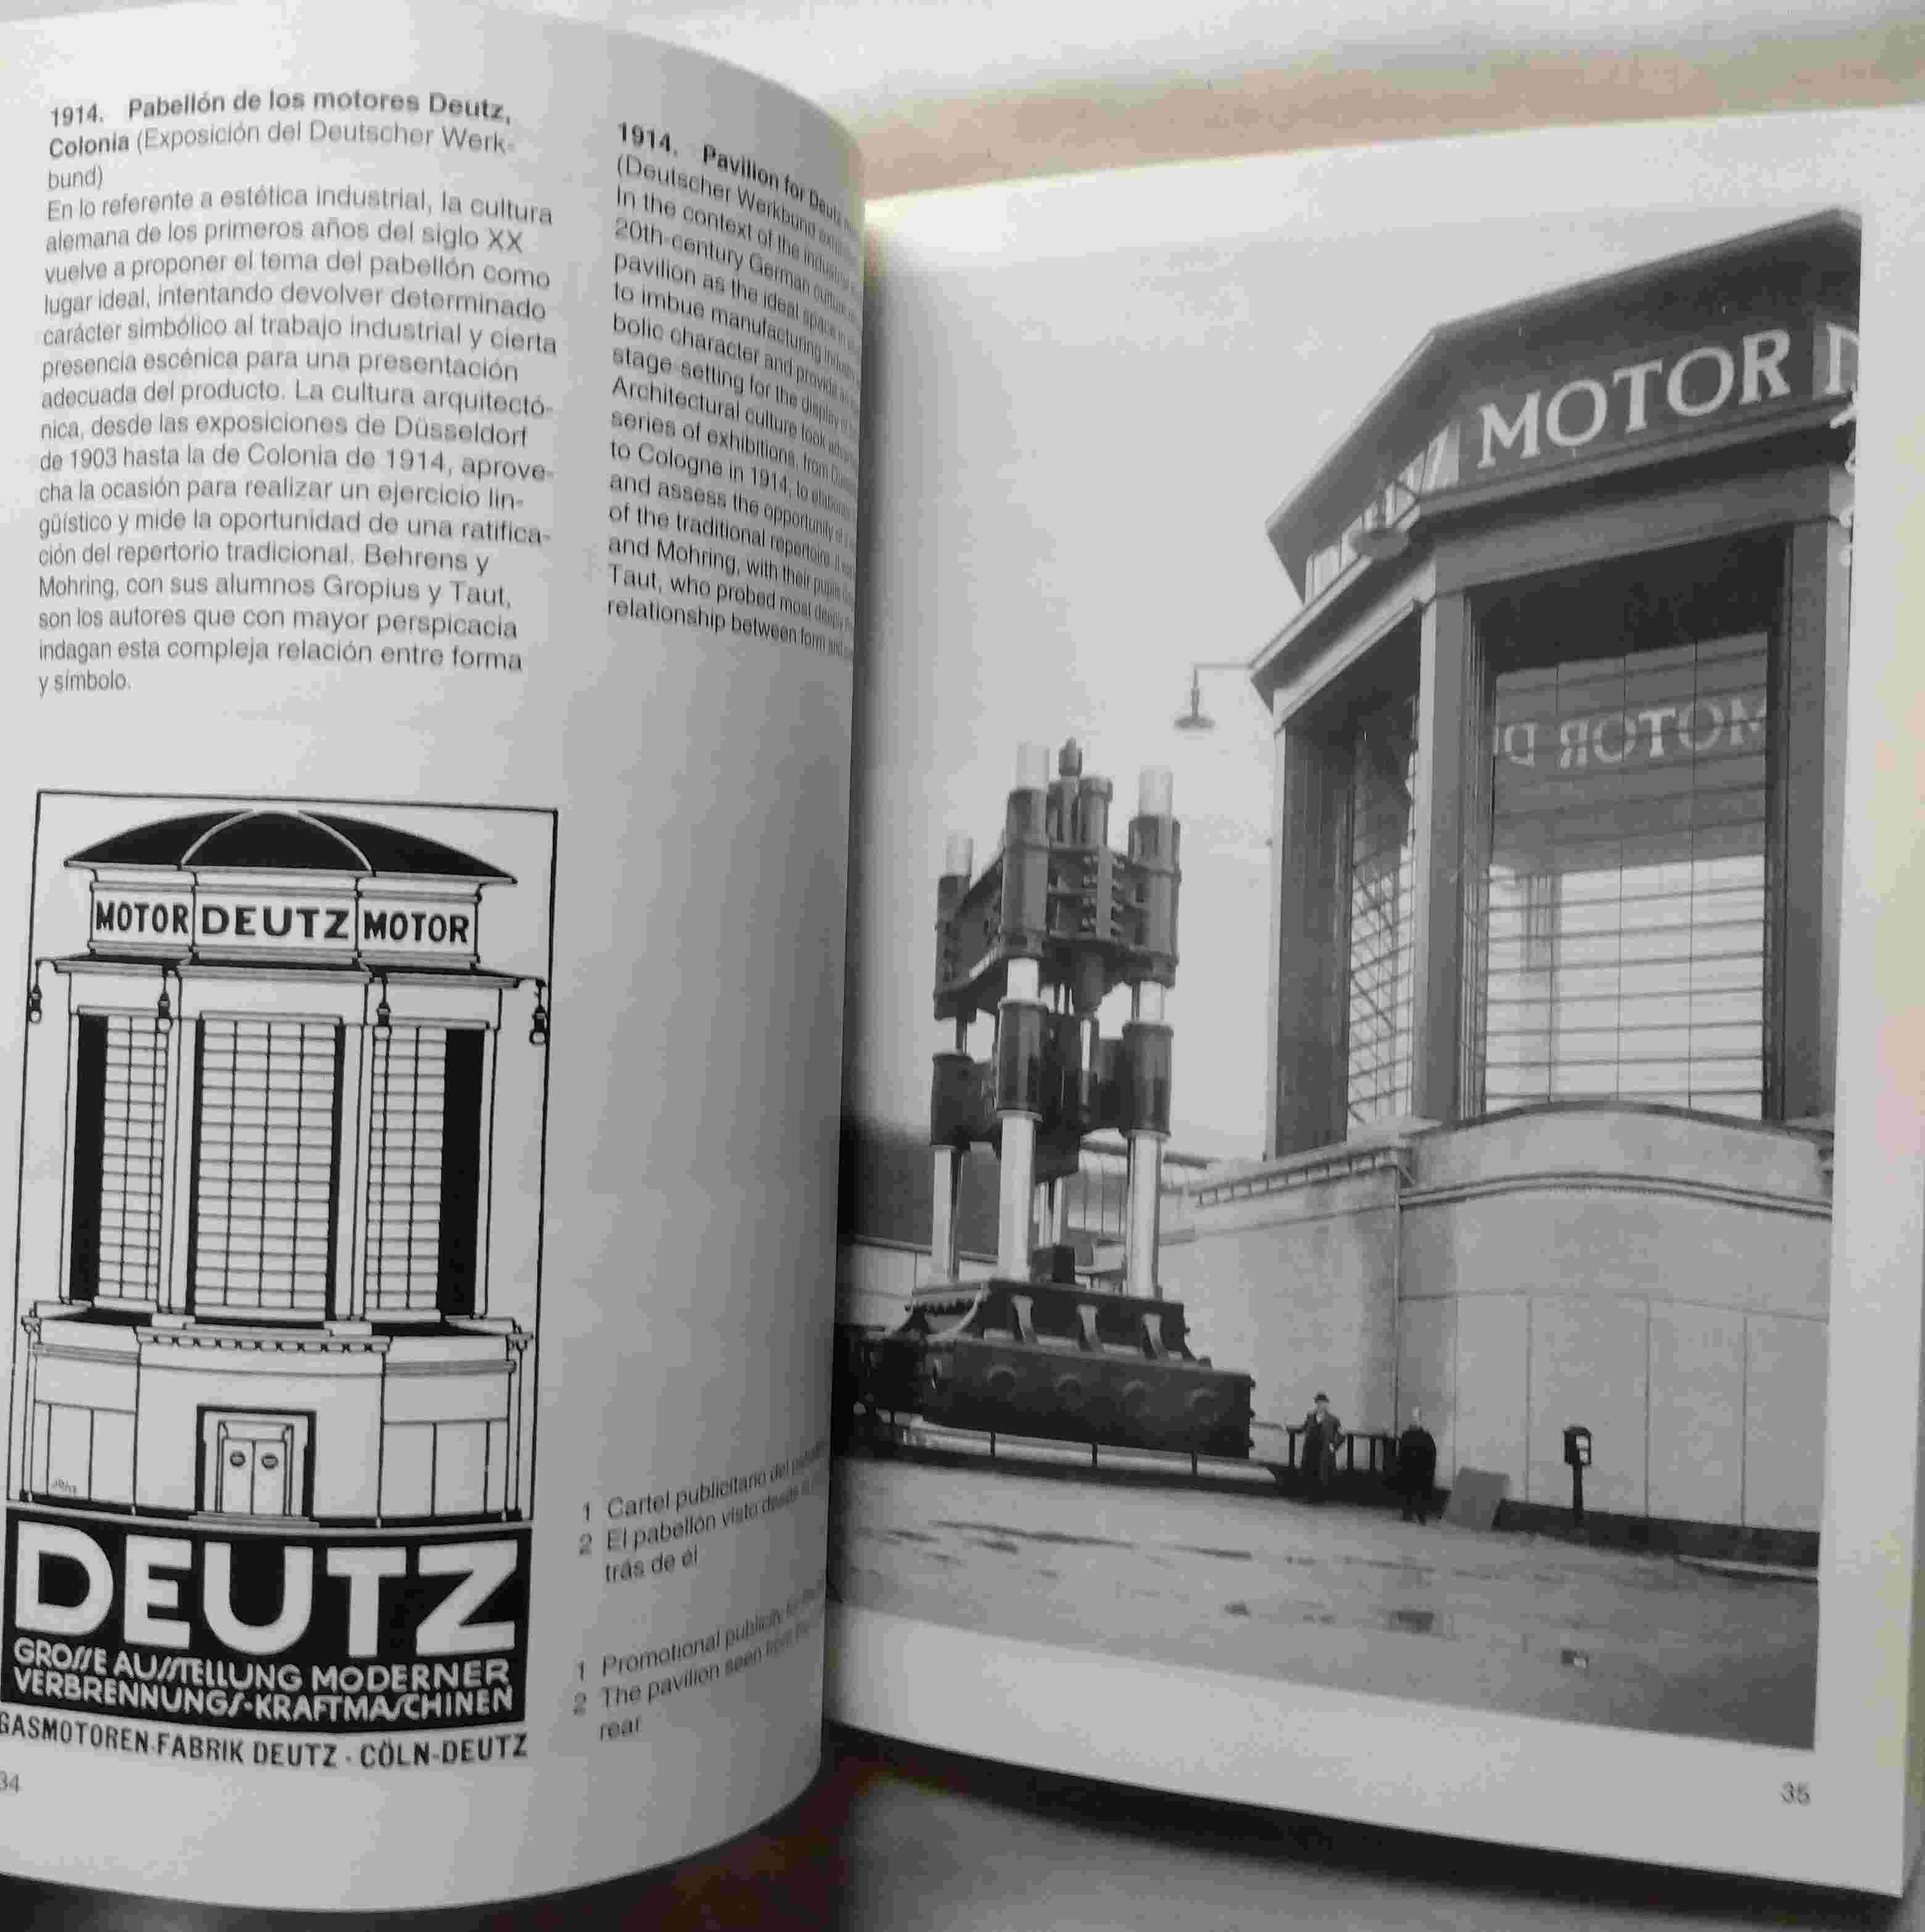 1914. Pabellón de los motores Deutz,
Colonia (Exposición del Deutscher Werk-
bund)
En lo referente a estética industrial, la cultura
alemana de los primeros años del siglo XX
vuelve a proponer el tema del pabellón como
lugar ideal, intentando devolver determinado
carácter simbólico al trabajo industrial y cierta
presencia escénica para una presentación
adecuada del producto. La cultura arquitectó-
nica, desde las exposiciones de Düsseldorf
de 1903 hasta la de Colonia de 1914, aprove-
cha la ocasión para realizar un ejercicio lin-
güístico y mide la oportunidad de una ratifica-
ción del repertorio tradicional. Behrens y
Mohring, con sus alumnos Gropius y Taut,
son los autores que con mayor perspicacia
indagan esta compleja relación entre forma
y símbolo.
1914. Pavilion for Deutz
(Deutscher Werkbund
In the context of the industrial
20th-century German culture
pavilion as the ideal space in
to imbue manufacturing industry
bolic character and provide an
stage setting for the display of
Architectural culture took
series of exhibitions, from
to Cologne in 1914, to elaborate
and assess the opportunity of a
of the traditional repertoire.
and Mohring, with their pupils
Taut, who probed most deeply
relationship between form and
MOTOR DEUTZ MOTOR
DEUTZ
GROSSE AUSSTELLUNG MODERNER
VERBRENNUNGS-KRAFTMASCHINEN
GASMOTOREN-FABRIK DEUTZ · CÖLN-DEUTZ
34
1 Cartel publicitario del
2 El pabellón visto desde
trás de él
1 Promotional publicity for
2 The pavilion seen from the
rear
MOTOR D
MOTOR D
35